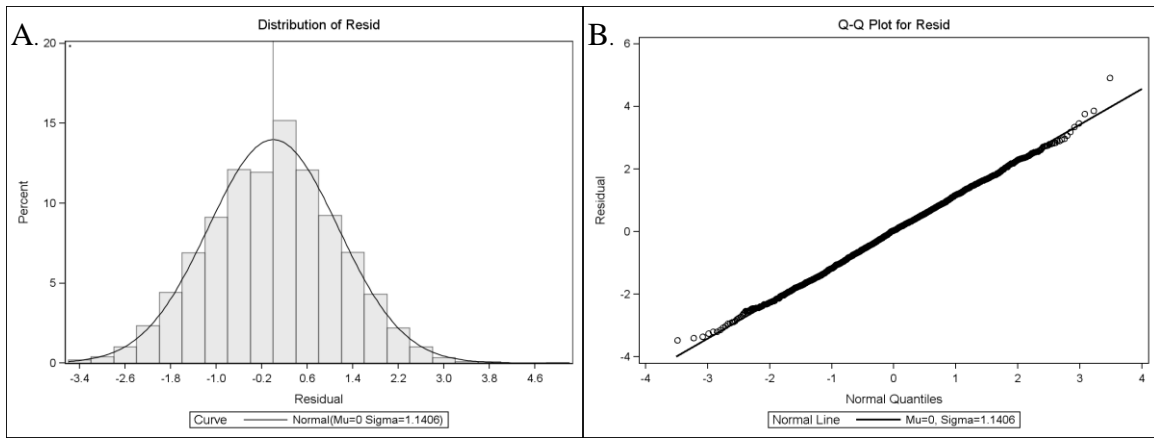 A.
Distribution of Resid
20
15
10
5
0
Percent
-3.4 -2.6 -1.8 -1.0 -0.2 0.6 1.4 2.2 3.0 3.8 4.6
Residual
Curve Normal(Mu=0 Sigma=1.1406)
B.
Q-Q Plot for Resid
6
4
2
0
-2
-4
Residual
-4 -3 -2 -1 0 1 2 3 4
Normal Quantiles
Normal Line Mu=0, Sigma=1.1406